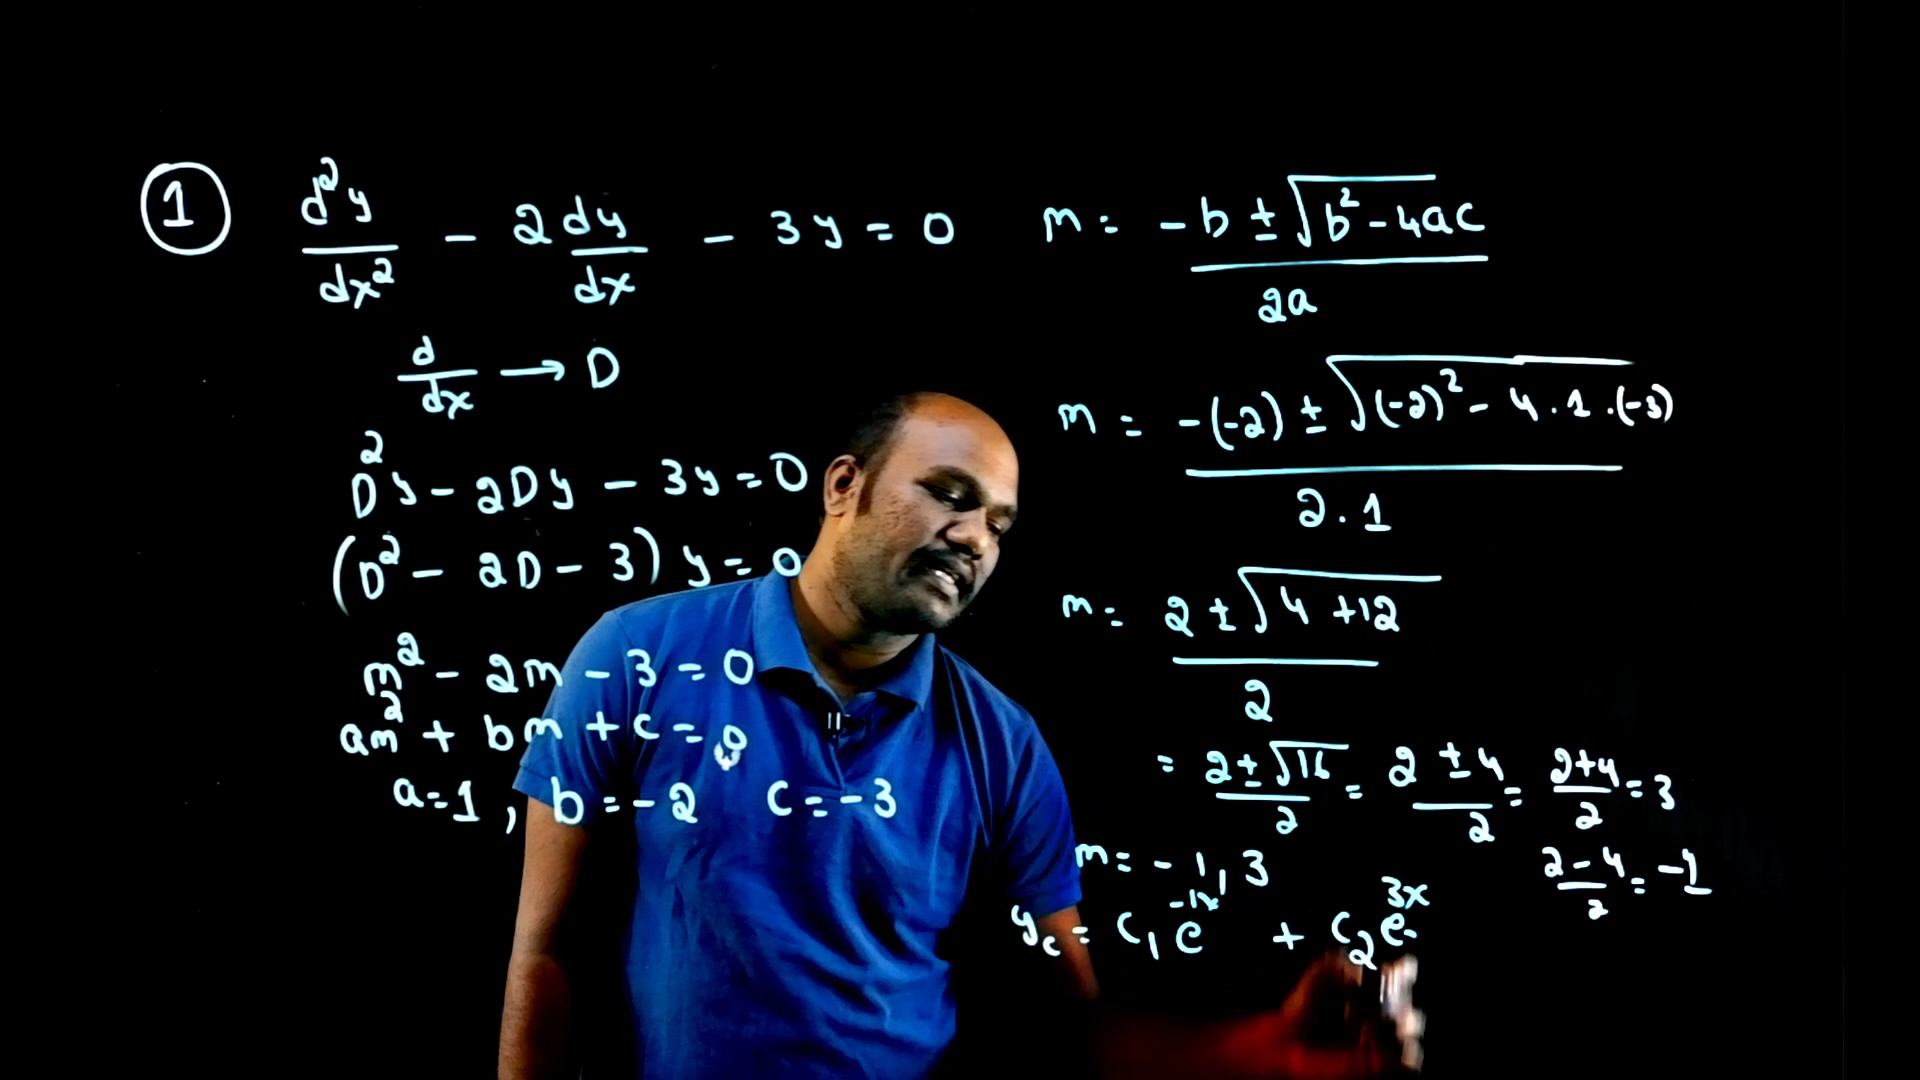 1 d²y/dx² - 2 dy/dx - 3y = 0
d/dx → D
D²y - 2Dy - 3y = 0
(D² - 2D - 3) y = 0
m² - 2m - 3 = 0
am² + bm + c = 0
a = 1, b = -2 c = -3
m = -b ± √(b² - 4ac) / 2a
m = -(-2) ± √((-2)² - 4 . 1 . (-3)) / 2 . 1
m = 2 ± √(4 + 12) / 2
= 2 ± √16 / 2 = 2 ± 4 / 2 = 2+4 / 2 = 3
2 - 4 / 2 = -1
m = -1, 3
y_c = c₁ e^(-1x) + c₂ e^(3x)